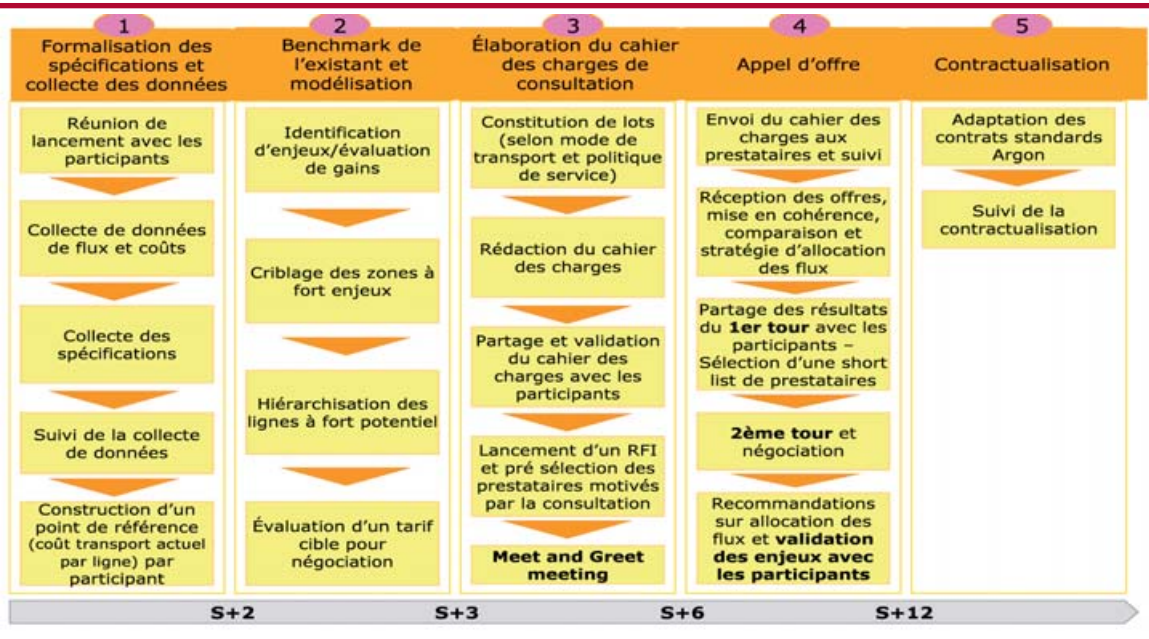 1
Formalisation des
spécifications et
collecte des données
Réunion de
lancement avec les
participants
Collecte de données
de flux et coûts
Collecte des
spécifications
Suivi de la collecte
de données
Construction d'un
point de référence
(coût transport actuel
par ligne) par
participant
2
Benchmark de
l'existant et
modélisation
Identification
d'enjeux/évaluation
de gains
Criblage des zones à
fort enjeux
Hiérarchisation des
lignes à fort potentiel
Évaluation d'un tarif
cible pour
négociation
3
Élaboration du cahier
des charges de
consultation
Constitution de lots
(selon mode de
transport et politique
de service)
Rédaction du cahier
des charges
Partage et validation
du cahier des
charges avec les
participants
Lancement d'un RFI
et pré sélection des
prestataires motivés
par la consultation
Meet and Greet
meeting
4
Appel d'offre
Envoi du cahier des
charges aux
prestataires et suivi
Réception des offres,
mise en cohérence,
comparaison et
stratégie d'allocation
des flux
Partage des résultats
du 1er tour avec les
participants –
Sélection d'une short
list de prestataires
2ème tour et
négociation
Recommandations
sur allocation des
flux et validation
des enjeux avec
les participants
5
Contractualisation
Adaptation des
contrats standards
Argon
Suivi de la
contractualisation
S+2 S+3 S+6 S+12